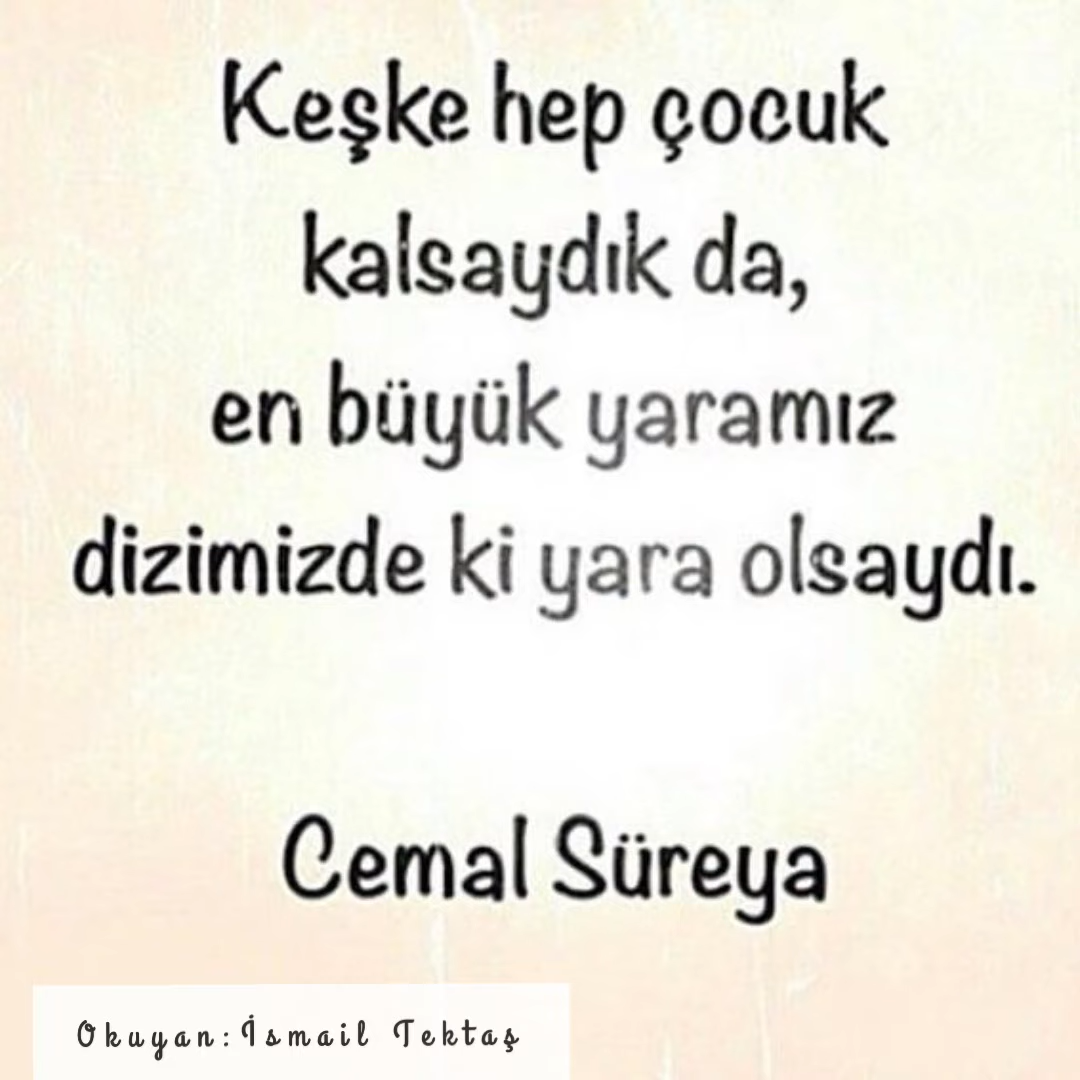 Keşke hep çocuk
kalsaydık da,
en büyük yaramız
dizimizde ki yara olsaydı.
Cemal Süreya
Okuyan: İsmail Tektaş